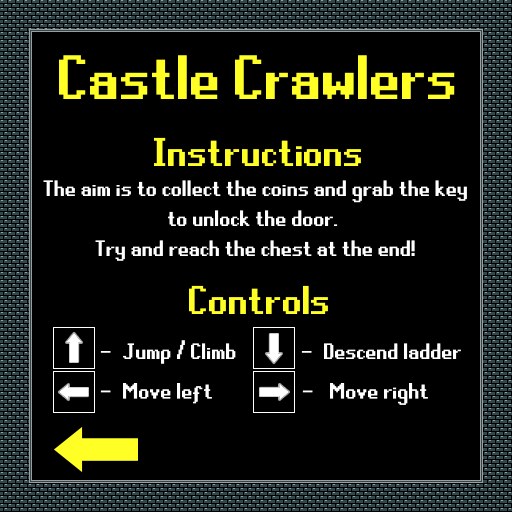 Castle Crawlers
Instructions
The aim is to collect the coins and grab the key
to unlock the door.
Try and reach the chest at the end!
Controls
- Jump / Climb - Descend ladder
- Move left - Move right